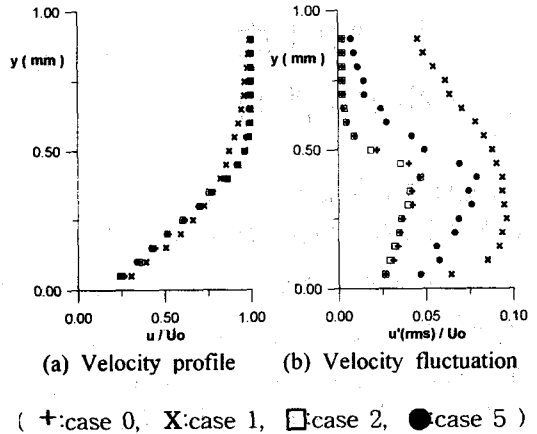 1.00
y ( mm )
0.50
0.00
0.00 0.50 1.00
u / Uo
(a) Velocity profile
1.00
y ( mm )
0.50
0.00
0.00 0.05 0.10
u'(rms) / Uo
(b) Velocity fluctuation
( +:case 0, X:case 1, □:case 2, ●:case 5 )